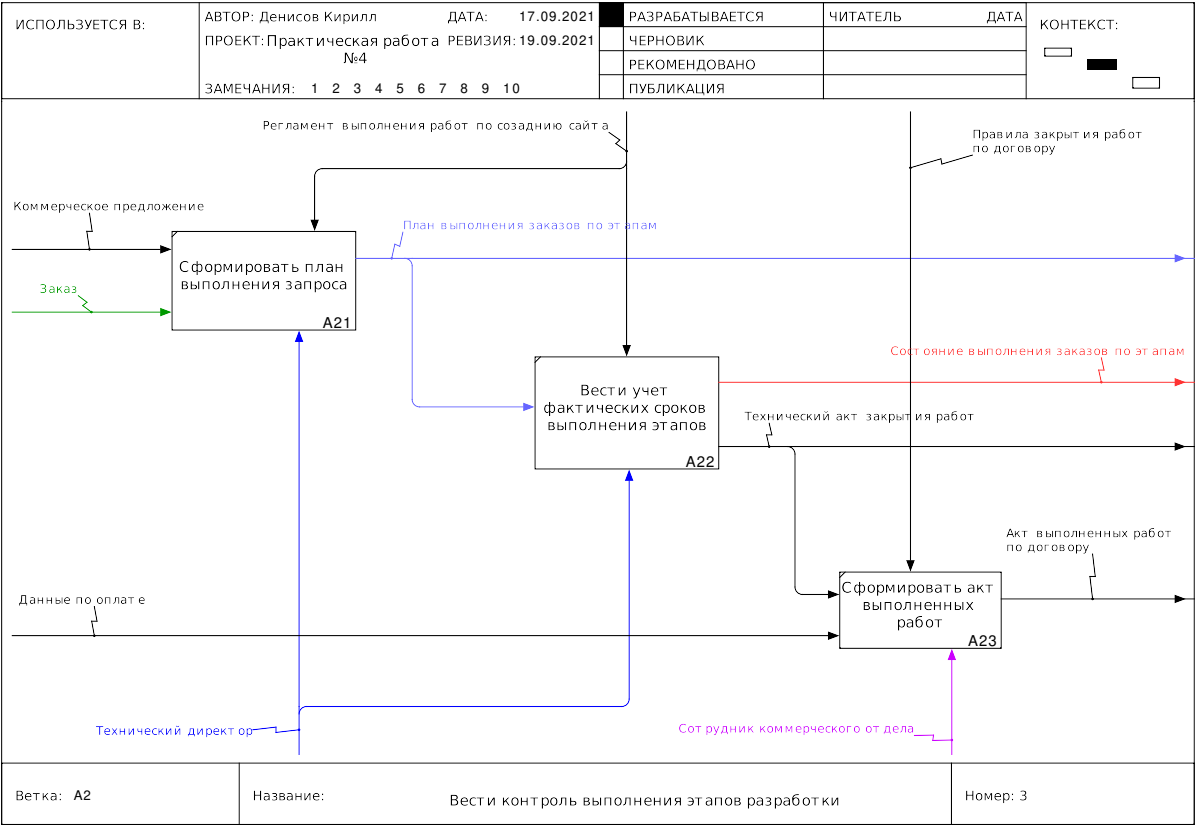 ИСПОЛЬЗУЕТСЯ В:
АВТОР: Денисов Кирилл
ДАТА: 17.09.2021
ПРОЕКТ: Практическая работа
№4
РЕВИЗИЯ: 19.09.2021
ЗАМЕЧАНИЯ: 1 2 3 4 5 6 7 8 9 10
РАЗРАБАТЫВАЕТСЯ
ЧЕРНОВИК
РЕКОМЕНДОВАНО
ПУБЛИКАЦИЯ
ЧИТАТЕЛЬ
ДАТА
КОНТЕКСТ:
Регламент выполнения работ по созаднию сайта
Правила закрытия работ
по договору
Коммерческое предложение
План выполнения заказов по этапам
Сформировать план
выполнения запроса
A21
Заказ
Состояние выполнения заказов по этапам
Вести учет
фактических сроков
выполнения этапов
A22
Технический акт закрытия работ
Акт выполненных работ
по договору
Сформировать акт
выполненных
работ
A23
Данные по оплате
Технический директор
Сотрудник коммерческого отдела
Ветка: A2
Название:
Вести контроль выполнения этапов разработки
Номер: 3